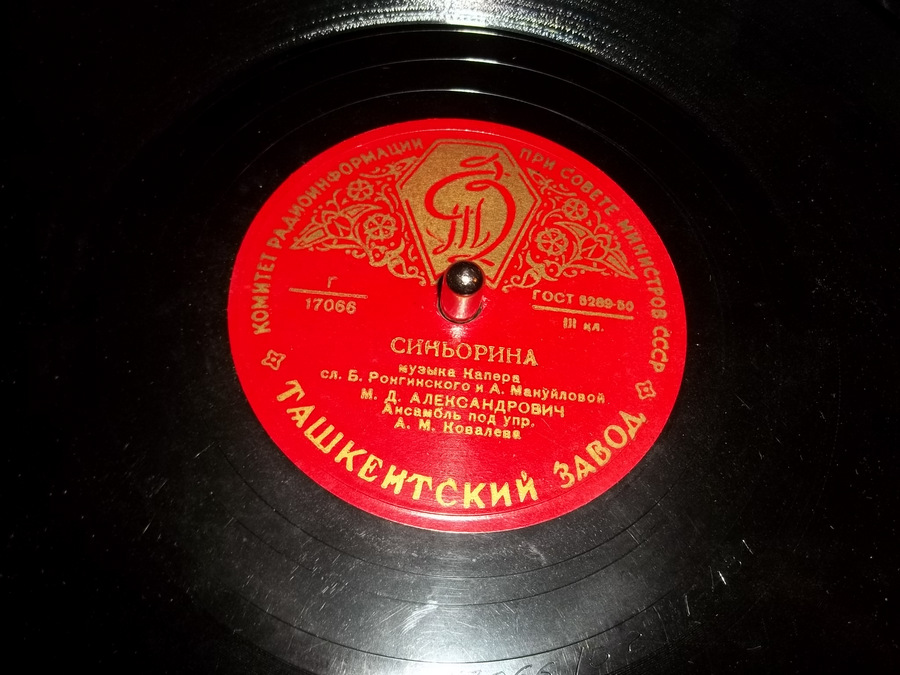 КОМИТЕТ РАДИОИНФОРМАЦИИ ПРИ СОВЕТЕ МИНИСТРОВ СССР
Г
17066
ГОСТ 5289-50
III кл.
СИНЬОРИНА
музыка Капера
сл. Б. Ронгинского и А. Мануйловой
М. Д. АЛЕКСАНДРОВИЧ
Ансамбль под упр.
А. М. Ковалева
ТАШКЕНТСКИЙ ЗАВОД